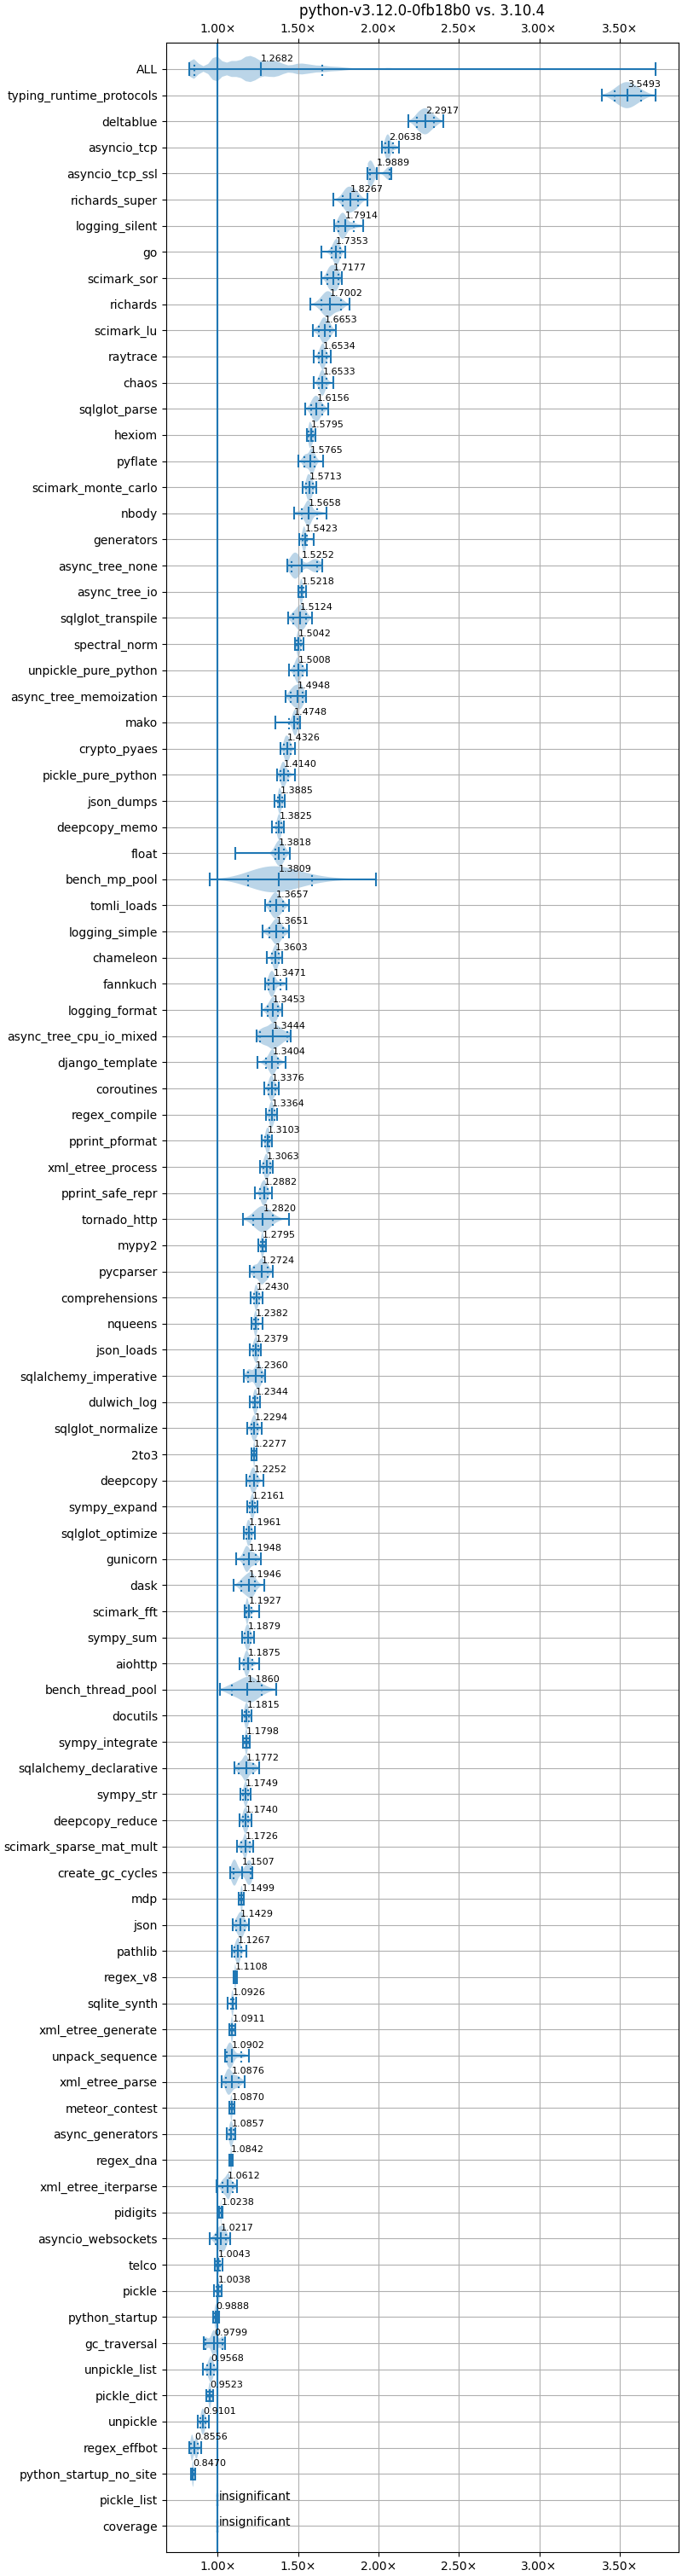 python-v3.12.0-0fb18b0 vs. 3.10.4
1.00× 1.50× 2.00× 2.50× 3.00× 3.50×
ALL 1.2682
typing_runtime_protocols 3.5493
deltablue 2.2917
asyncio_tcp 2.0638
asyncio_tcp_ssl 1.9889
richards_super 1.8267
logging_silent 1.7914
go 1.7353
scimark_sor 1.7177
richards 1.7002
scimark_lu 1.6653
raytrace 1.6534
chaos 1.6533
sqlglot_parse 1.6156
hexiom 1.5795
pyflate 1.5765
scimark_monte_carlo 1.5713
nbody 1.5658
generators 1.5423
async_tree_none 1.5252
async_tree_io 1.5218
sqlglot_transpile 1.5124
spectral_norm 1.5042
unpickle_pure_python 1.5008
async_tree_memoization 1.4948
mako 1.4748
crypto_pyaes 1.4326
pickle_pure_python 1.4140
json_dumps 1.3885
deepcopy_memo 1.3825
float 1.3818
bench_mp_pool 1.3809
tomli_loads 1.3657
logging_simple 1.3651
chameleon 1.3603
fannkuch 1.3471
logging_format 1.3453
async_tree_cpu_io_mixed 1.3444
django_template 1.3404
coroutines 1.3376
regex_compile 1.3364
pprint_pformat 1.3103
xml_etree_process 1.3063
pprint_safe_repr 1.2882
tornado_http 1.2820
mypy2 1.2795
pycparser 1.2724
comprehensions 1.2430
nqueens 1.2382
json_loads 1.2379
sqlalchemy_imperative 1.2360
dulwich_log 1.2344
sqlglot_normalize 1.2294
2to3 1.2277
deepcopy 1.2252
sympy_expand 1.2161
sqlglot_optimize 1.1961
gunicorn 1.1948
dask 1.1946
scimark_fft 1.1927
sympy_sum 1.1879
aiohttp 1.1875
bench_thread_pool 1.1860
docutils 1.1815
sympy_integrate 1.1798
sqlalchemy_declarative 1.1772
sympy_str 1.1749
deepcopy_reduce 1.1740
scimark_sparse_mat_mult 1.1726
create_gc_cycles 1.1507
mdp 1.1499
json 1.1429
pathlib 1.1267
regex_v8 1.1108
sqlite_synth 1.0926
xml_etree_generate 1.0911
unpack_sequence 1.0902
xml_etree_parse 1.0876
meteor_contest 1.0870
async_generators 1.0857
regex_dna 1.0842
xml_etree_iterparse 1.0612
pidigits 1.0238
asyncio_websockets 1.0217
telco 1.0043
pickle 1.0038
python_startup 0.9888
gc_traversal 0.9799
unpickle_list 0.9568
pickle_dict 0.9523
unpickle 0.9101
regex_effbot 0.8556
python_startup_no_site 0.8470
pickle_list insignificant
coverage insignificant
1.00× 1.50× 2.00× 2.50× 3.00× 3.50×